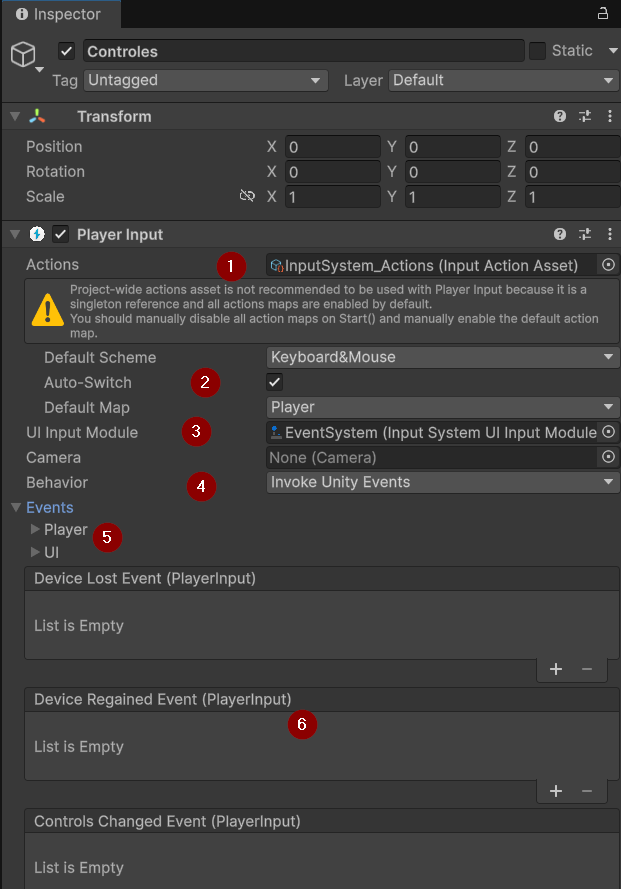 Inspector
Controles Static
Tag Untagged Layer Default
Transform
Position X 0 Y 0 Z 0
Rotation X 0 Y 0 Z 0
Scale X 1 Y 1 Z 1
Player Input
Actions 1 InputSystem_Actions (Input Action Asset)
Project-wide actions asset is not recommended to be used with Player Input because it is a
singleton reference and all actions maps are enabled by default.
You should manually disable all action maps on Start() and manually enable the default action
map.
Default Scheme Keyboard&Mouse
Auto-Switch 2
Default Map Player
UI Input Module 3 EventSystem (Input System UI Input Module
Camera None (Camera)
Behavior 4 Invoke Unity Events
Events
Player 5
UI
Device Lost Event (PlayerInput)
List is Empty
+ −
Device Regained Event (PlayerInput)
6
List is Empty
+ −
Controls Changed Event (PlayerInput)
List is Empty